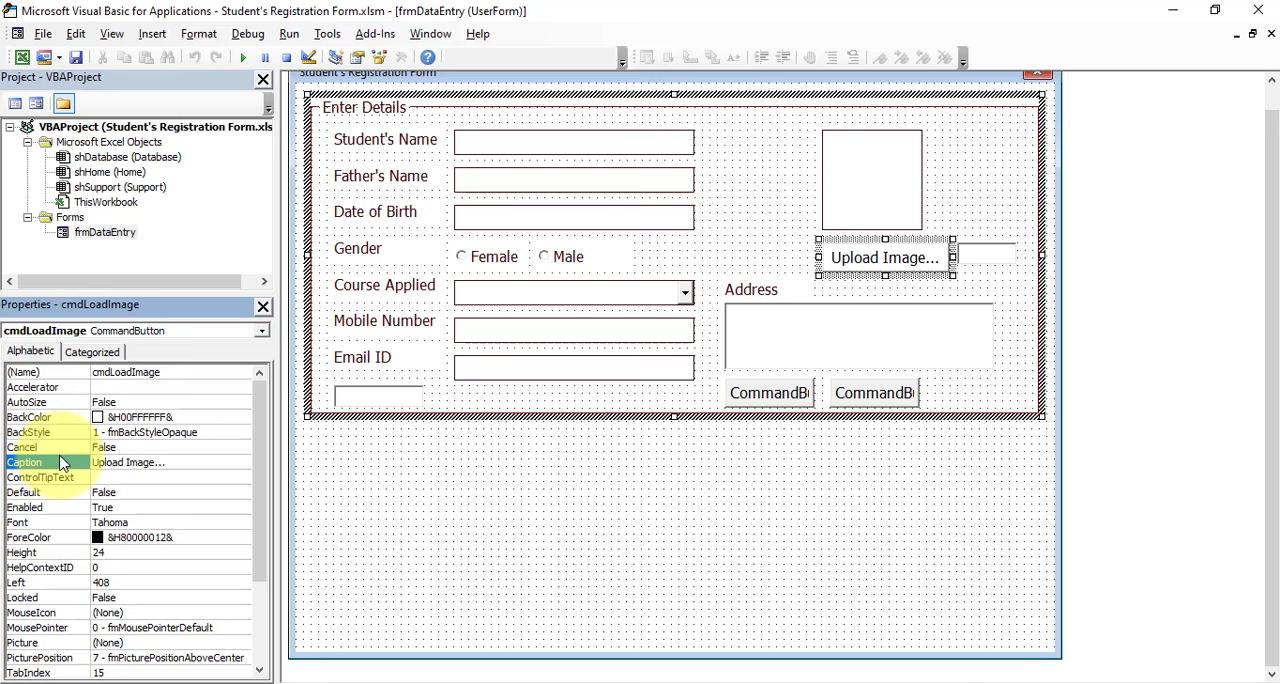 Microsoft Visual Basic for Applications - Student's Registration Form.xlsm - [frmDataEntry (UserForm)]
File Edit View Insert Format Debug Run Tools Add-Ins Window Help
Project - VBAProject
VBAProject (Student's Registration Form.xls
Microsoft Excel Objects
shDatabase (Database)
shHome (Home)
shSupport (Support)
ThisWorkbook
Forms
frmDataEntry
Properties - cmdLoadImage
cmdLoadImage CommandButton
Alphabetic Categorized
(Name) cmdLoadImage
Accelerator
AutoSize False
BackColor &H00FFFFFF&
BackStyle 1 - fmBackStyleOpaque
Cancel False
Caption Upload Image...
ControlTipText
Default False
Enabled True
Font Tahoma
ForeColor &H80000012&
Height 24
HelpContextID 0
Left 408
Locked False
MouseIcon (None)
MousePointer 0 - fmMousePointerDefault
Picture (None)
PicturePosition 7 - fmPicturePositionAboveCenter
TabIndex 15
Student's Registration Form
Enter Details
Student's Name
Father's Name
Date of Birth
Gender Female Male
Course Applied
Mobile Number
Email ID
Upload Image...
Address
CommandB CommandB